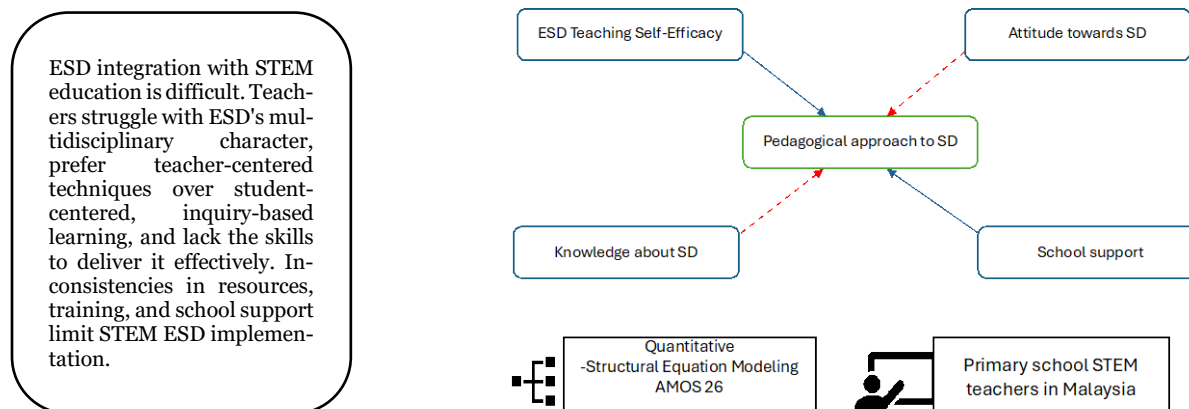 ESD integration with STEM
education is difficult. Teach-
ers struggle with ESD's mul-
tidisciplinary character,
prefer teacher-centered
techniques over student-
centered, inquiry-based
learning, and lack the skills
to deliver it effectively. In-
consistencies in resources,
training, and school support
limit STEM ESD implemen-
tation.
ESD Teaching Self-Efficacy
Attitude towards SD
Pedagogical approach to SD
Knowledge about SD
School support
Quantitative
-Structural Equation Modeling
AMOS 26
Primary school STEM
teachers in Malaysia